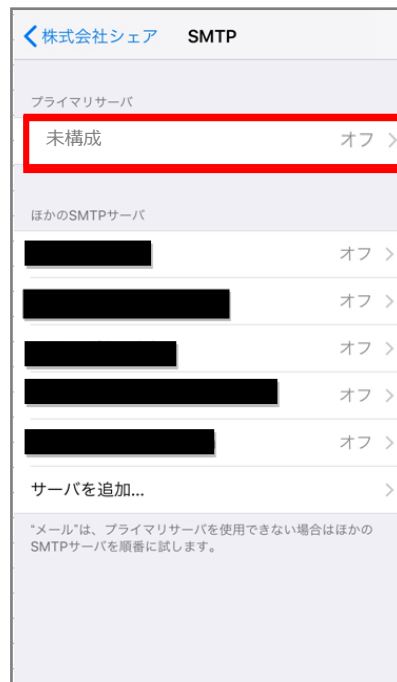 株式会社シェア SMTP
プライマリサーバ
未構成 オフ
ほかのSMTPサーバ
オフ
オフ
オフ
オフ
オフ
サーバを追加...
"メール"は、プライマリサーバを使用できない場合はほかの
SMTPサーバを順番に試します。